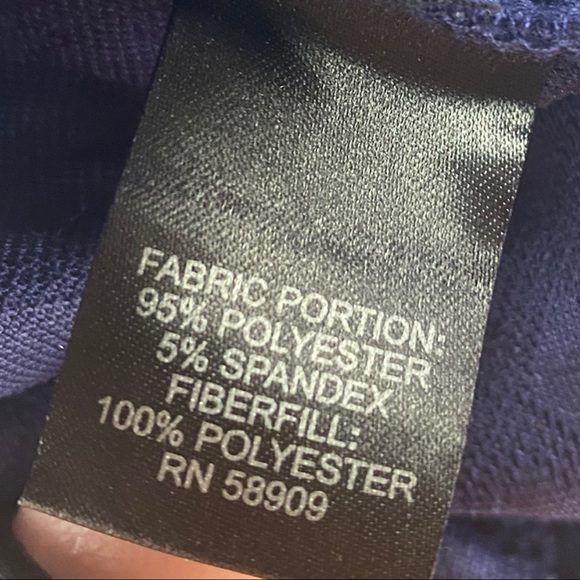 FABRIC PORTION:
95% POLYESTER
5% SPANDEX
FIBERFILL:
100% POLYESTER
RN 58909